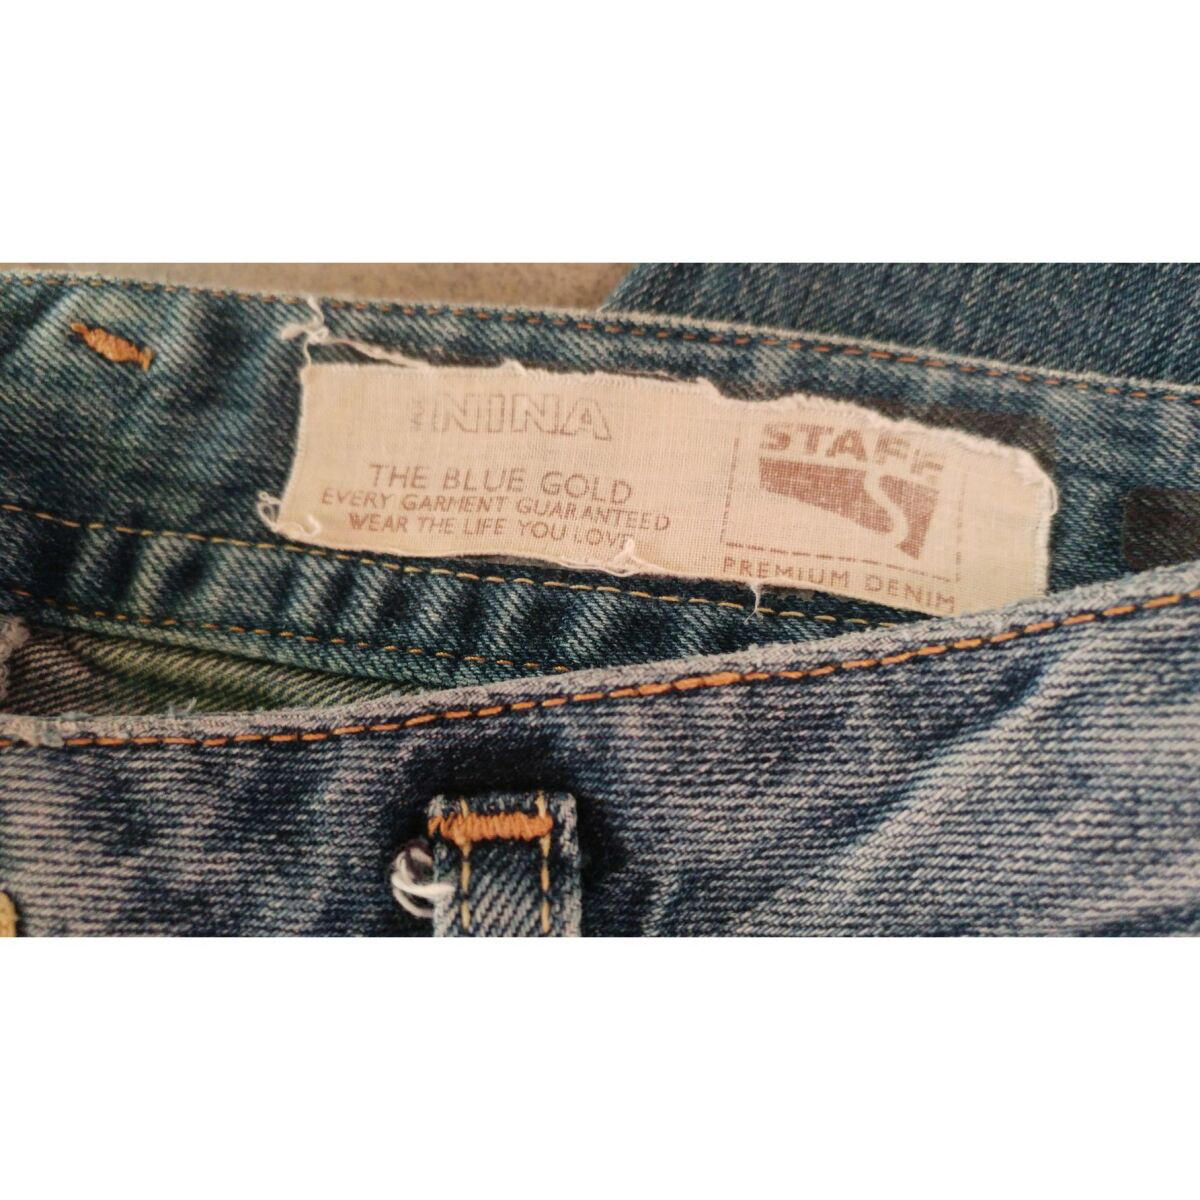 NINA
THE BLUE GOLD
EVERY GARMENT GUARANTEED
WEAR THE LIFE YOU LOVE
STAFF
PREMIUM DENIM